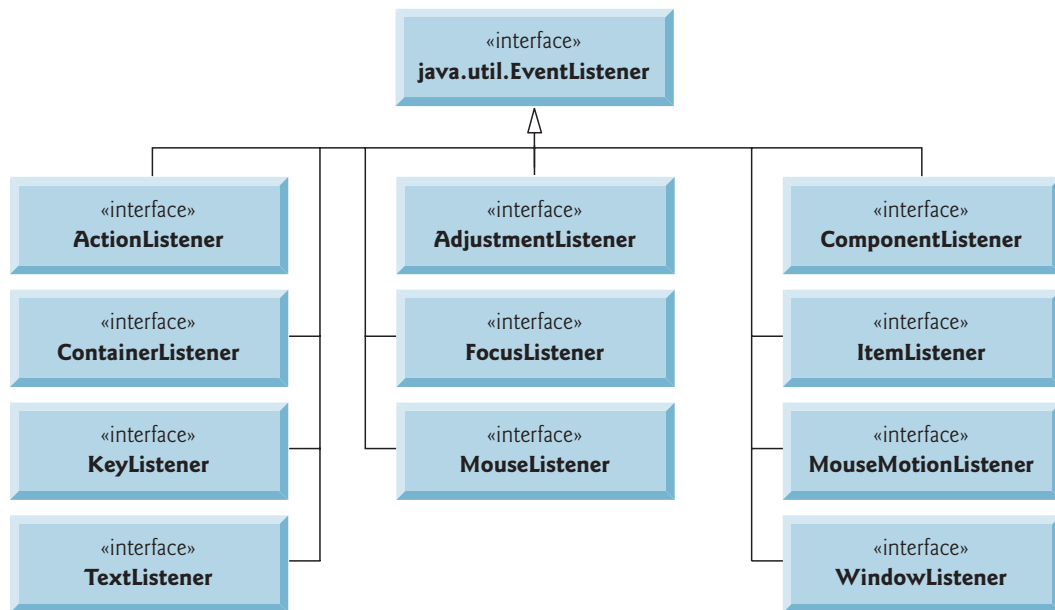 «interface»
java.util.EventListener
«interface»
ActionListener
«interface»
AdjustmentListener
«interface»
ComponentListener
«interface»
ContainerListener
«interface»
FocusListener
«interface»
ItemListener
«interface»
KeyListener
«interface»
MouseListener
«interface»
MouseMotionListener
«interface»
TextListener
«interface»
WindowListener